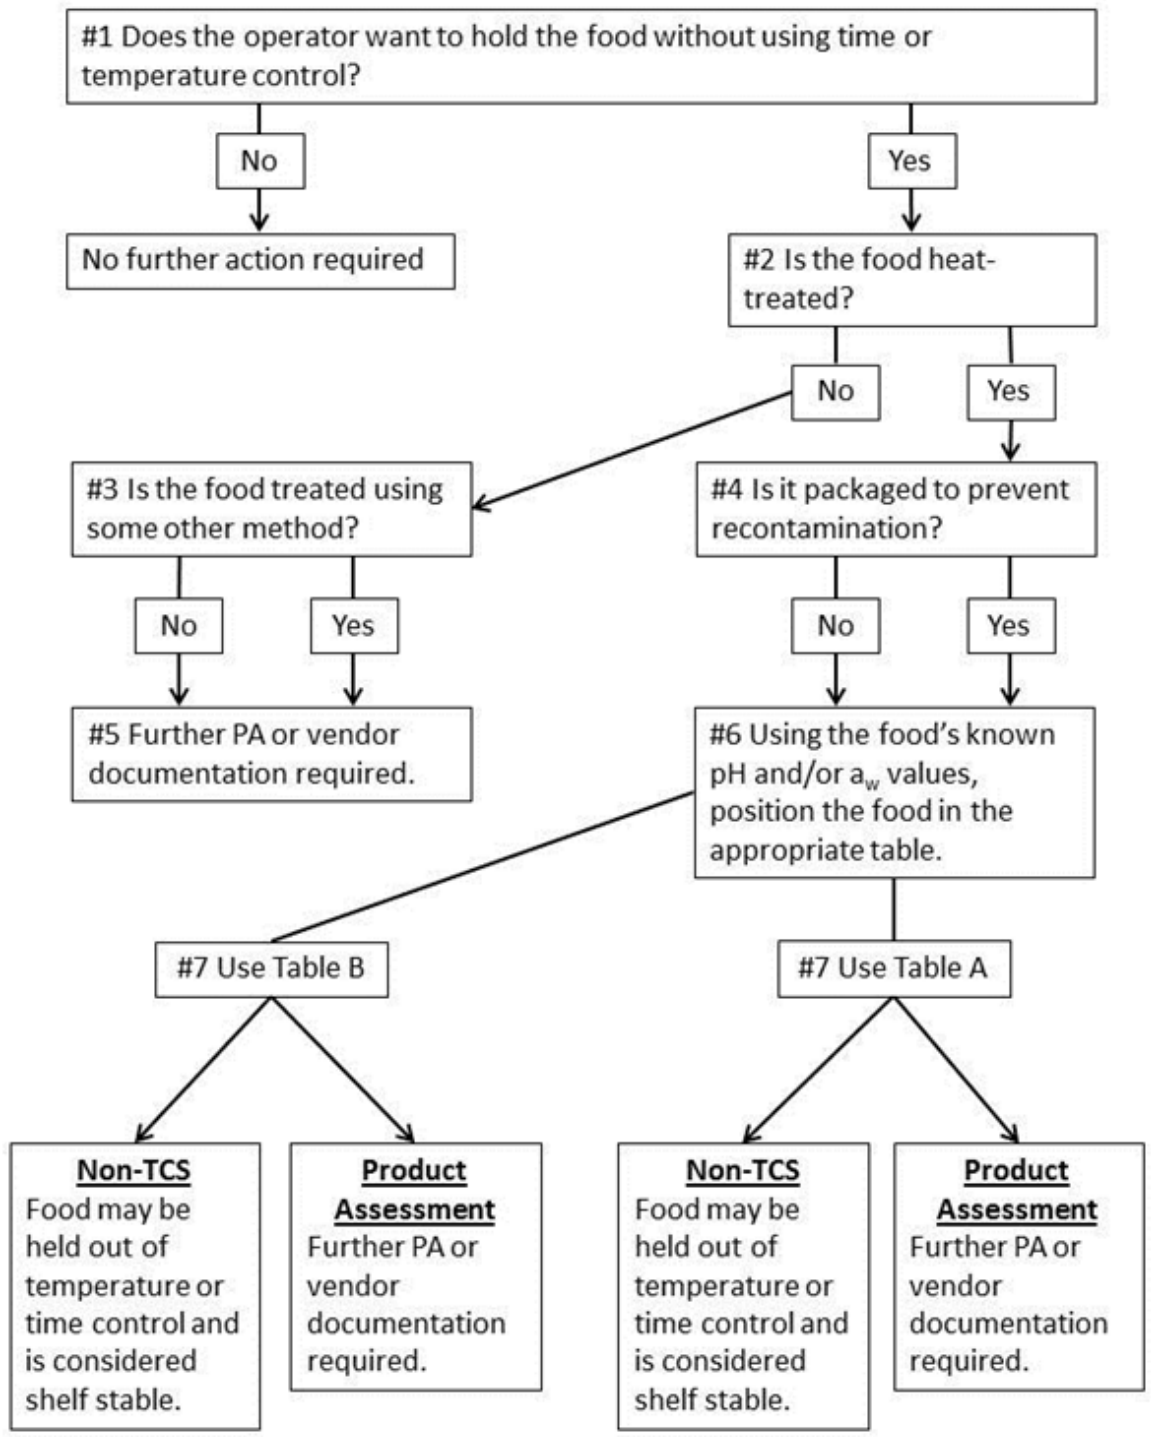 #1 Does the operator want to hold the food without using time or
temperature control?
No
Yes
No further action required
#2 Is the food heat-
treated?
No
Yes
#3 Is the food treated using
some other method?
#4 Is it packaged to prevent
recontamination?
No
Yes
No
Yes
#5 Further PA or vendor
documentation required.
#6 Using the food’s known
pH and/or aw values,
position the food in the
appropriate table.
#7 Use Table B
#7 Use Table A
Non-TCS
Food may be
held out of
temperature or
time control and
is considered
shelf stable.
Product
Assessment
Further PA or
vendor
documentation
required.
Non-TCS
Food may be
held out of
temperature or
time control and
is considered
shelf stable.
Product
Assessment
Further PA or
vendor
documentation
required.